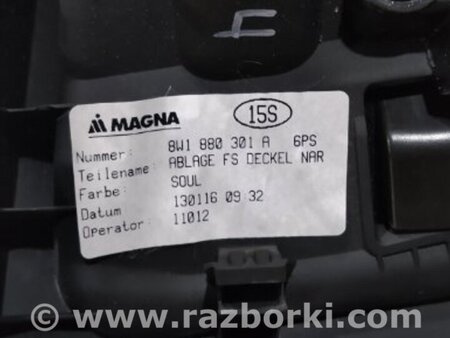 F
MAGNA
15S
Nummer: 8W1 880 301 A 6PS
Teilename: ABLAGE FS DECKEL NAR
Farbe: SOUL
Datum 130116 09:32
Operator: 11012
© www.razborki.com